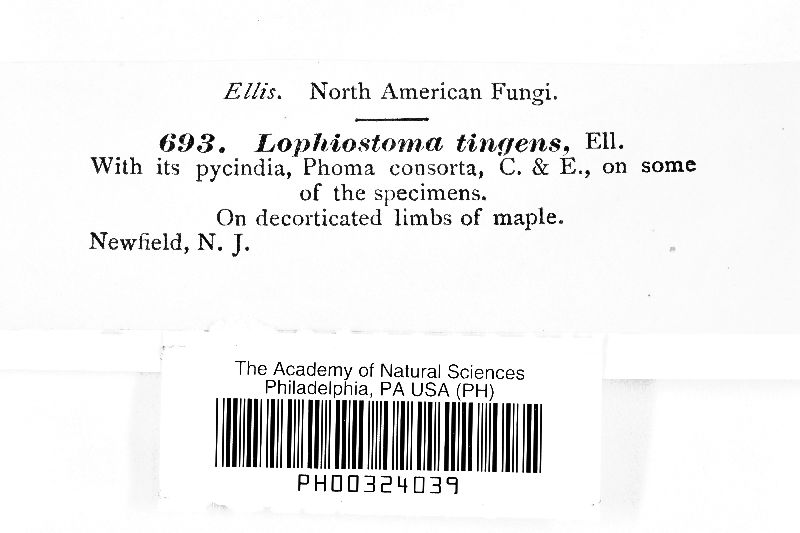 Ellis. North American Fungi.
693. Lophiostoma tingens, Ell.
With its pycindia, Phoma consorta, C. & E., on some
of the specimens.
On decorticated limbs of maple.
Newfield, N. J.
The Academy of Natural Sciences
Philadelphia, PA USA (PH)
PH00324039